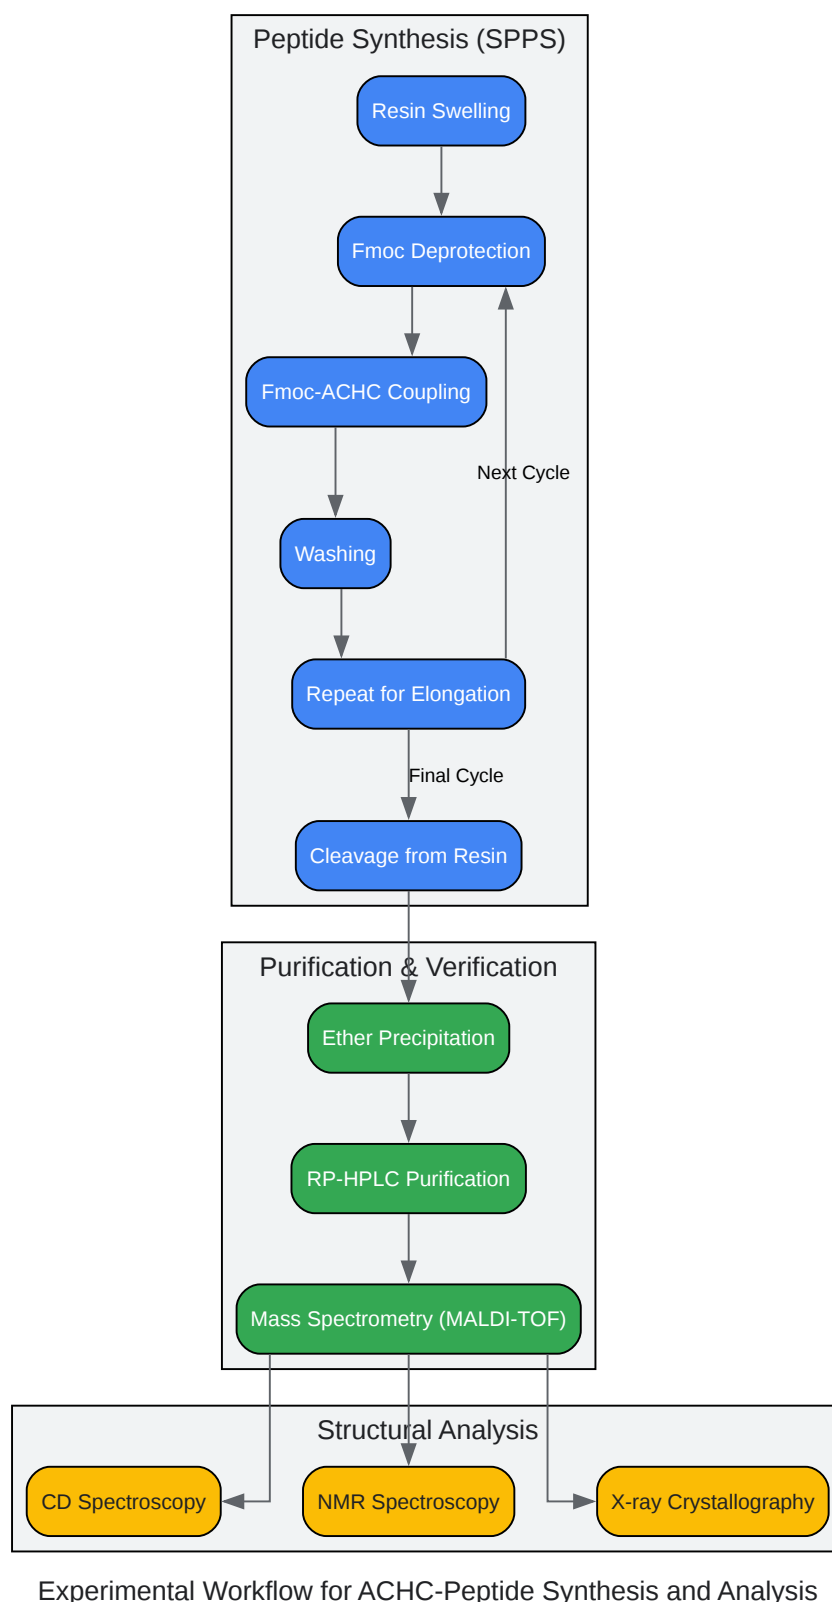 Peptide Synthesis (SPPS)
Resin Swelling
Fmoc Deprotection
Fmoc-ACHC Coupling
Next Cycle
Washing
Repeat for Elongation
Final Cycle
Cleavage from Resin
Purification & Verification
Ether Precipitation
RP-HPLC Purification
Mass Spectrometry (MALDI-TOF)
Structural Analysis
CD Spectroscopy
NMR Spectroscopy
X-ray Crystallography
Experimental Workflow for ACHC-Peptide Synthesis and Analysis